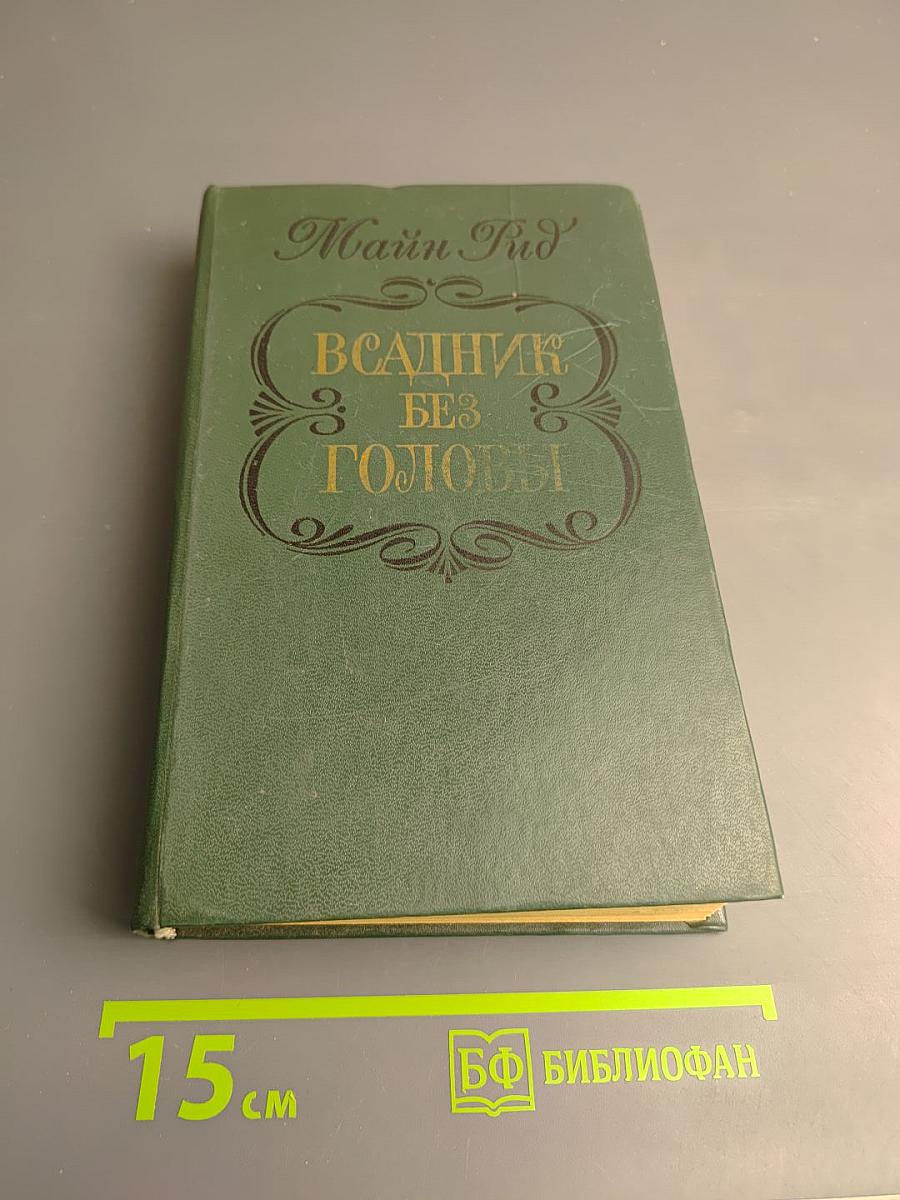 Майн Рид
ВСАДНИК
БЕЗ
ГОЛОВЫ
15 см
БФ БИБЛИОФАН